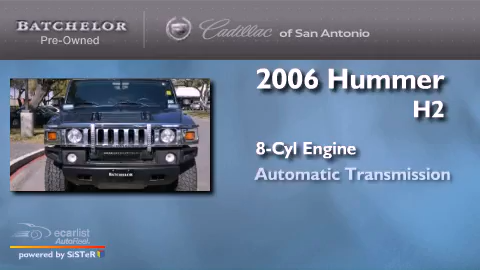 BATCHELOR
Pre-Owned
Cadillac of San Antonio
2006 Hummer
H2
8-Cyl Engine
Automatic Transmission
BATCHELOR
ecarlist
AutoReel
powered by SiSTeR